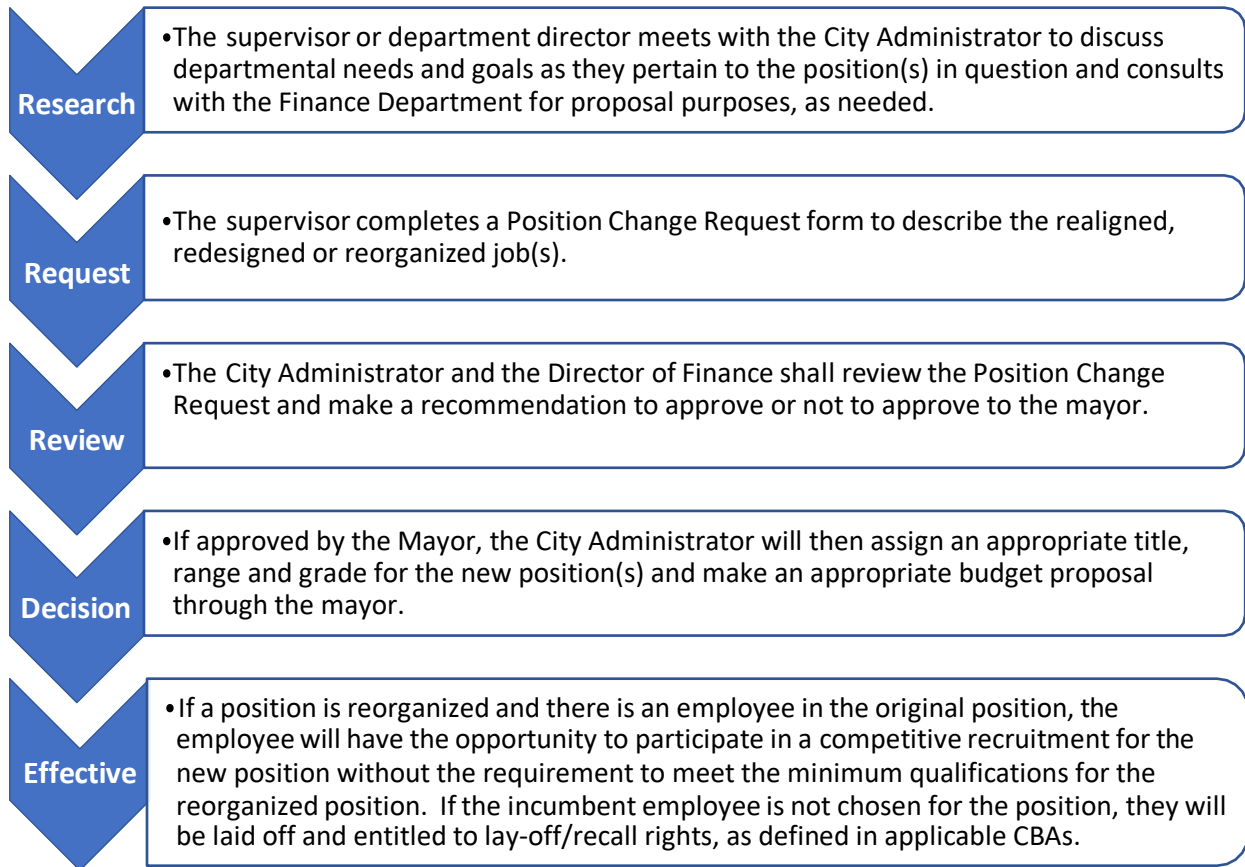 Research
•The supervisor or department director meets with the City Administrator to discuss
departmental needs and goals as they pertain to the position(s) in question and consults
with the Finance Department for proposal purposes, as needed.
Request
•The supervisor completes a Position Change Request form to describe the realigned,
redesigned or reorganized job(s).
Review
•The City Administrator and the Director of Finance shall review the Position Change
Request and make a recommendation to approve or not to approve to the mayor.
Decision
•If approved by the Mayor, the City Administrator will then assign an appropriate title,
range and grade for the new position(s) and make an appropriate budget proposal
through the mayor.
Effective
•If a position is reorganized and there is an employee in the original position, the
employee will have the opportunity to participate in a competitive recruitment for the
new position without the requirement to meet the minimum qualifications for the
reorganized position.  If the incumbent employee is not chosen for the position, they will
be laid off and entitled to lay-off/recall rights, as defined in applicable CBAs.